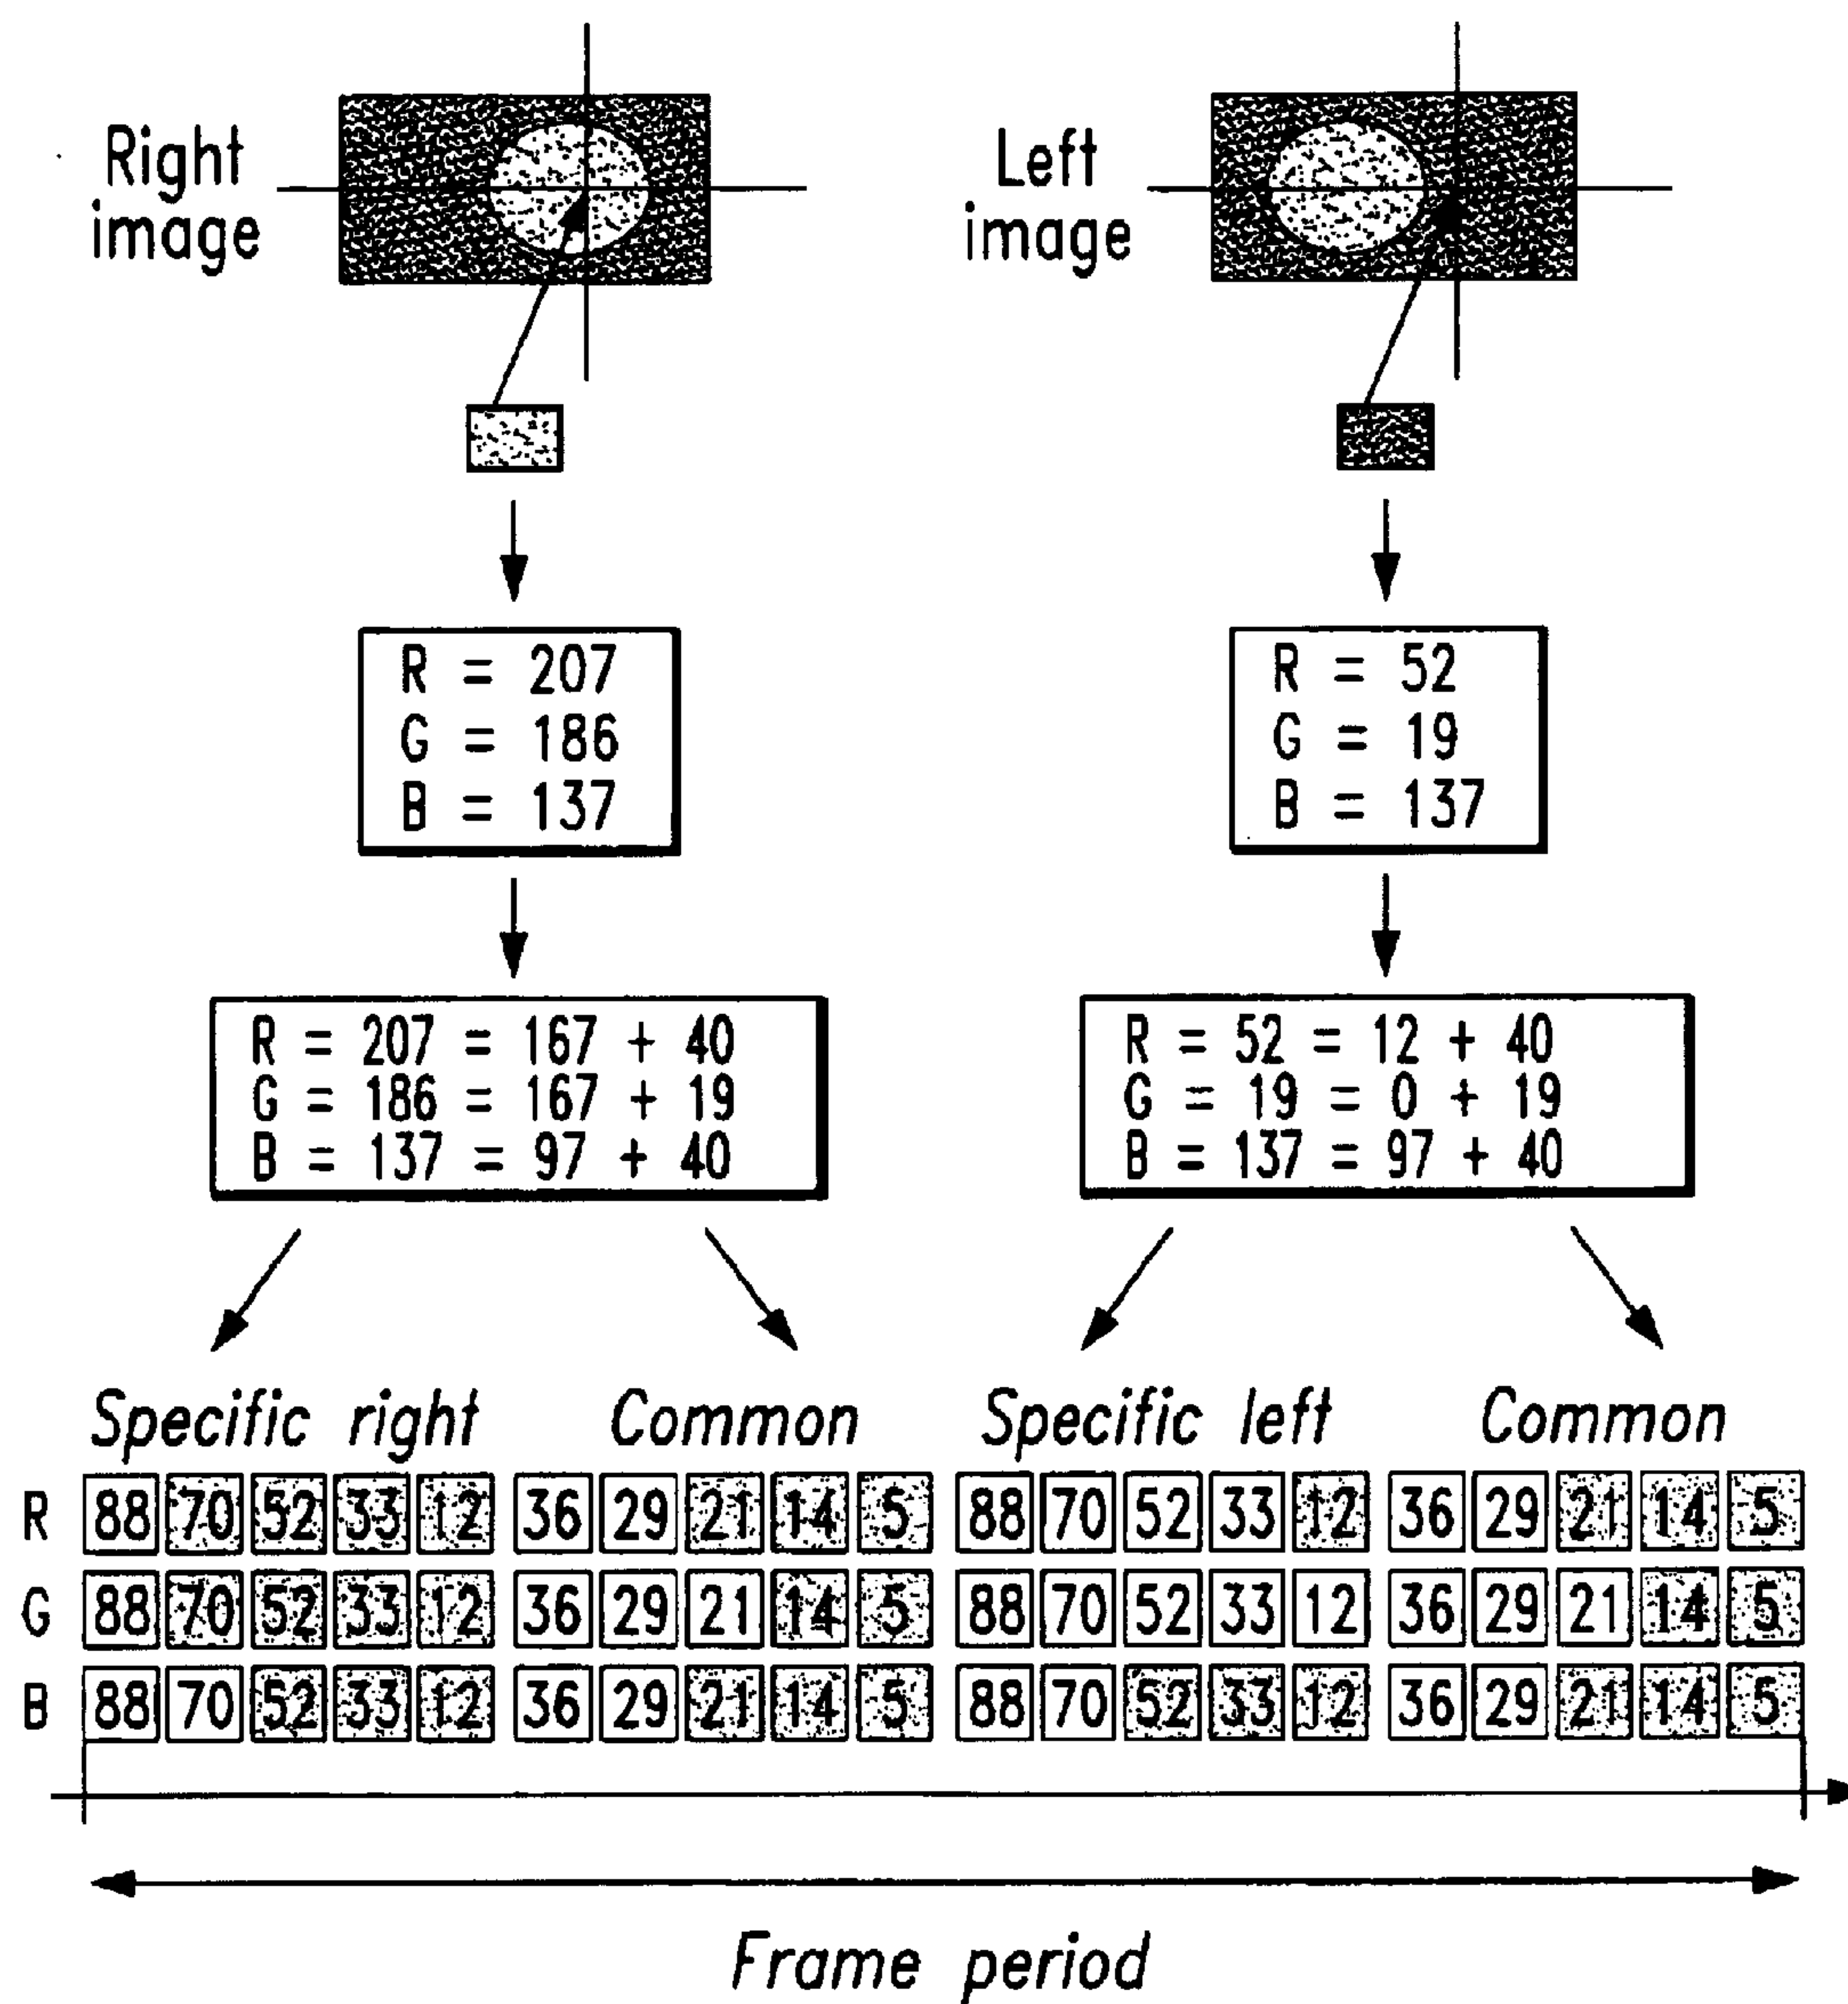 Right
image
Left
image
R = 207
G = 186
B = 137
R = 52
G = 19
B = 137
R = 207 = 167 + 40
G = 186 = 167 + 19
B = 137 = 97 + 40
R = 52 = 12 + 40
G = 19 = 0 + 19
B = 137 = 97 + 40
Specific right Common Specific left Common
R 88 70 52 33 12 36 29 21 14 5 88 70 52 33 12 36 29 21 14 5
G 88 70 52 33 12 36 29 21 14 5 88 70 52 33 12 36 29 21 14 5
B 88 70 52 33 12 36 29 21 14 5 88 70 52 33 12 36 29 21 14 5
Frame period